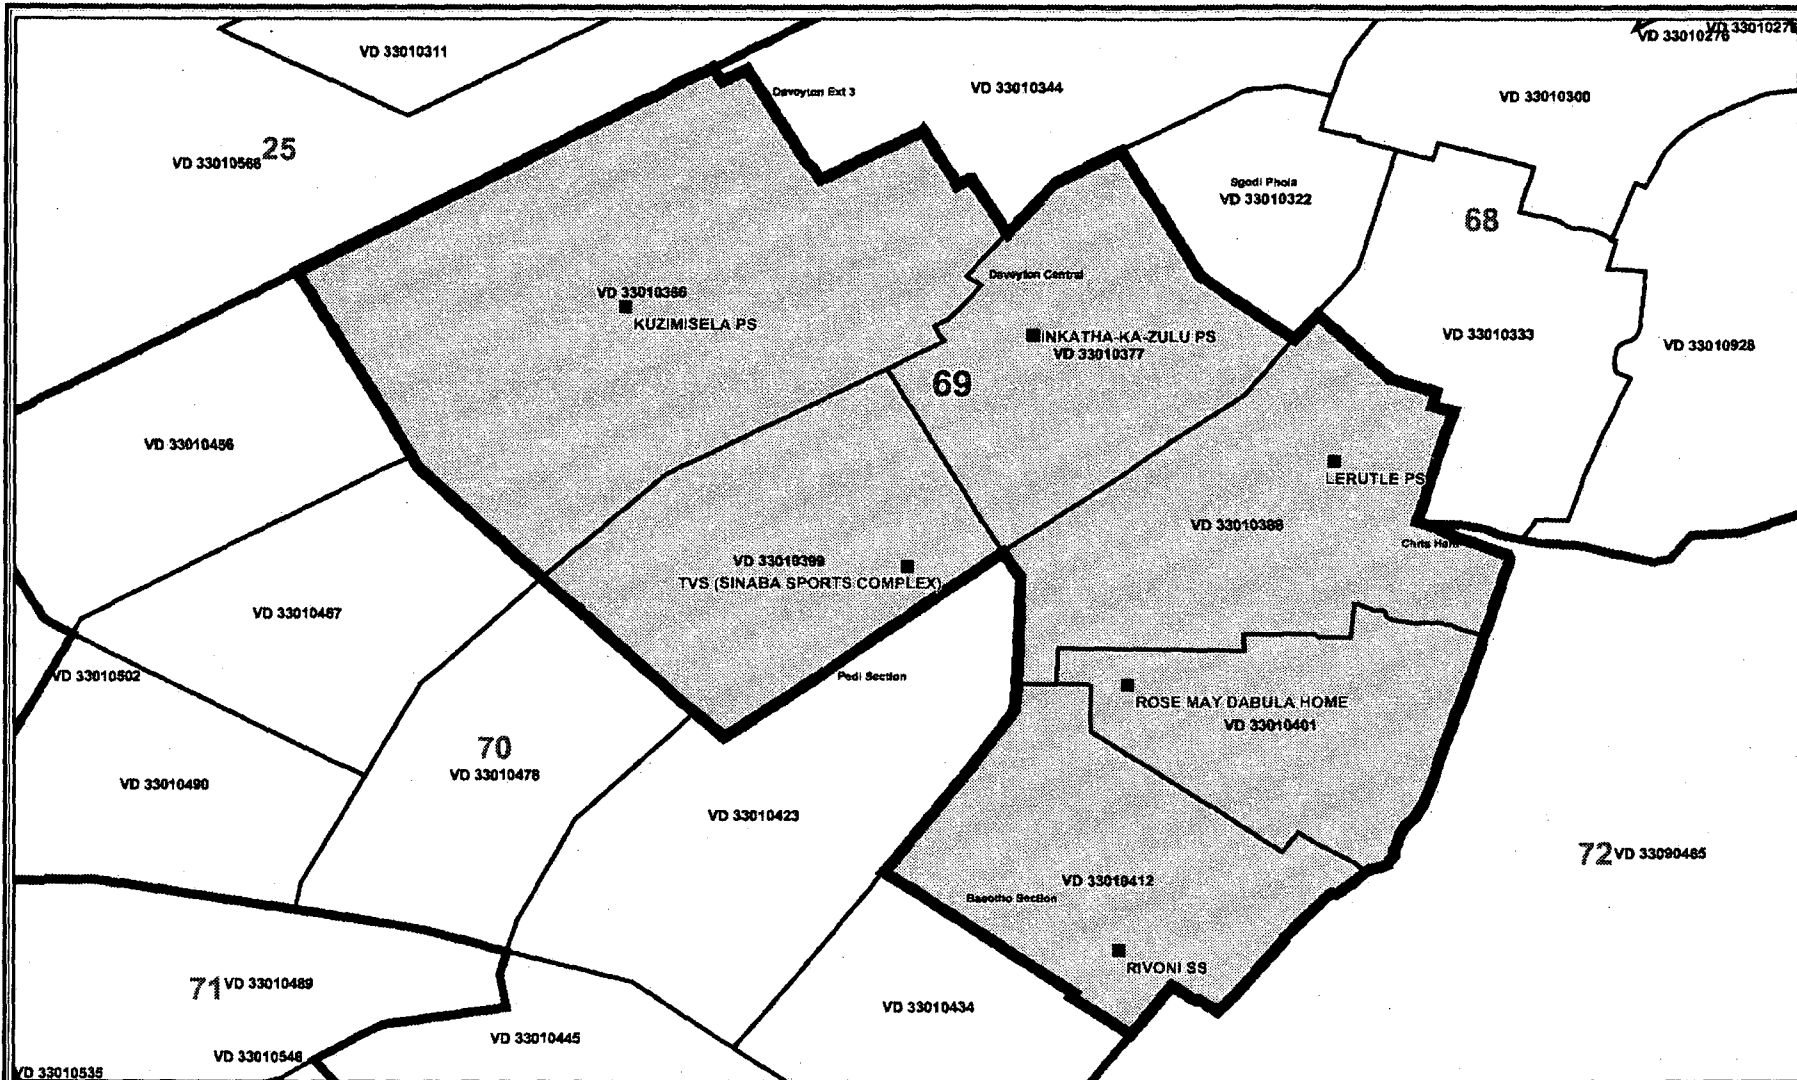 VD 33010311
VD 33010276
VD 33010344
VD 33010300
Daveyton Ext 3
25
VD 33010568
Sgodi Phola
VD 33010322
68
Daveyton Central
VD 33010366
KUZIMISELA PS
INKATHA-KA-ZULU PS
VD 33010377
VD 33010333
VD 33010928
69
VD 33010456
LERUTLE PS
VD 33010388
Chris Hani
VD 33010399
TVS (SINABA SPORTS COMPLEX)
VD 33010467
VD 33010502
Pedi Section
ROSE MAY DABULA HOME
VD 33010401
70
VD 33010478
VD 33010490
VD 33010423
72 VD 33090485
VD 33010412
Basotho Section
RIVONI SS
71 VD 33010489
VD 33010434
VD 33010445
VD 33010546
VD 33010535